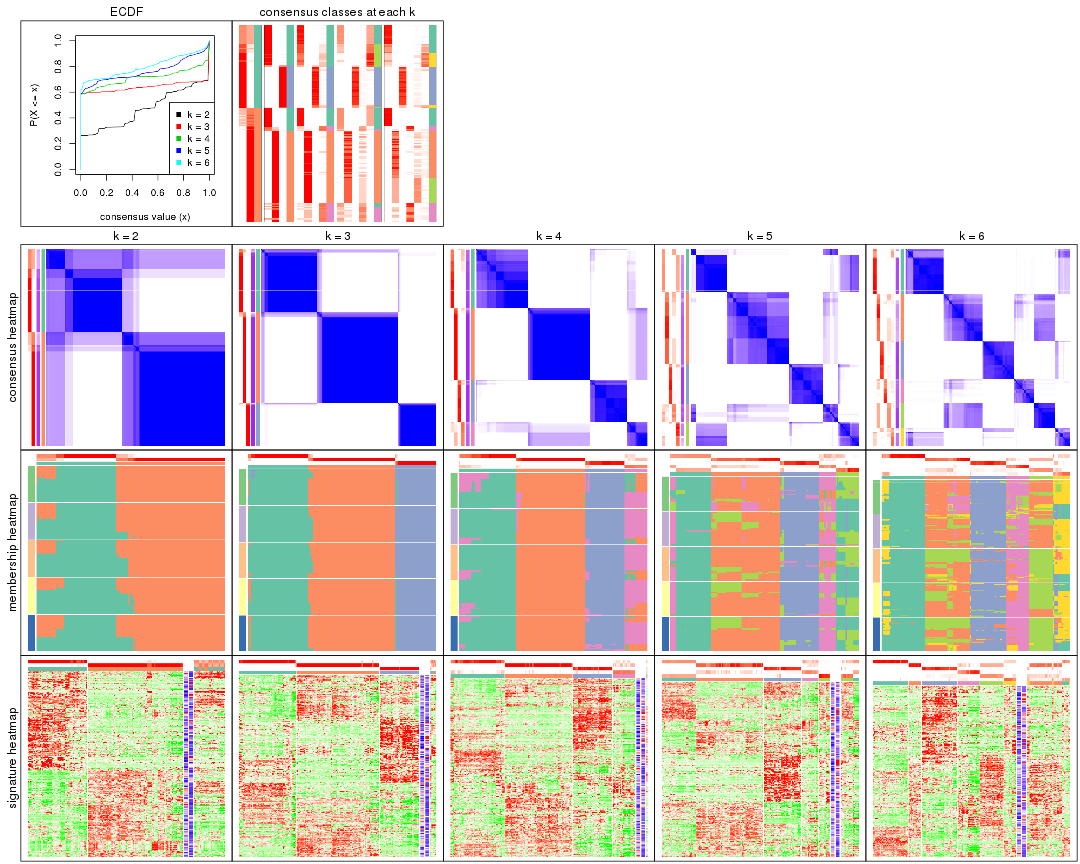 ECDF
consensus classes at each k
P(X <= x)
0.0
0.2
0.4
0.6
0.8
1.0
k = 2
k = 3
k = 4
k = 5
k = 6
0.0 0.2 0.4 0.6 0.8 1.0
consensus value (x)
k = 2
k = 3
k = 4
k = 5
k = 6
consensus heatmap
membership heatmap
signature heatmap